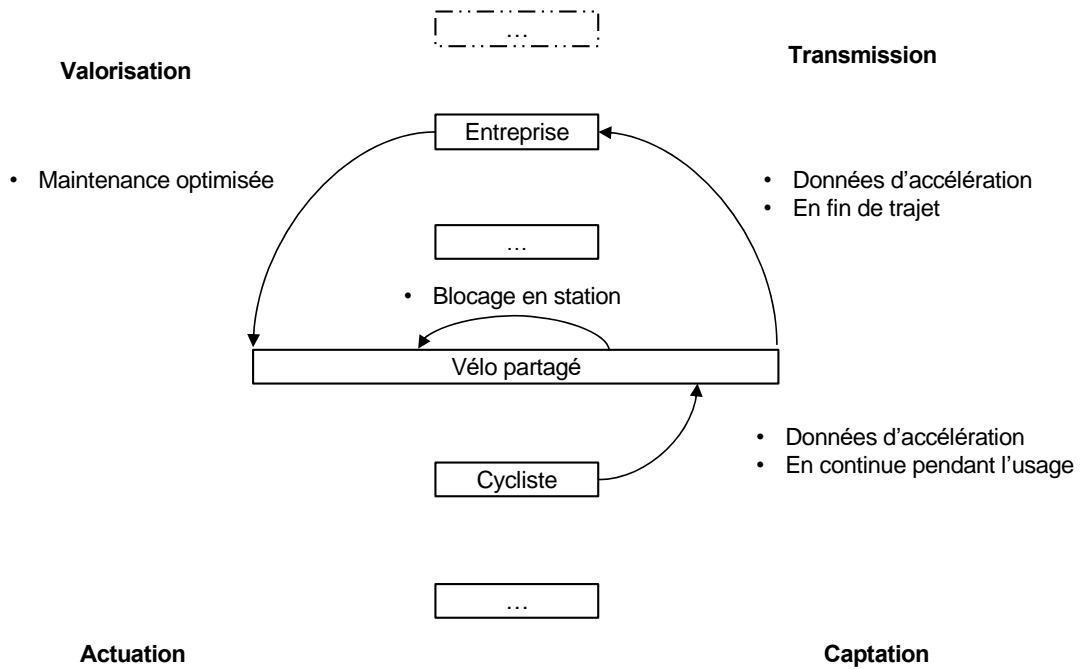 …
Valorisation
Transmission
Entreprise
• Maintenance optimisée
• Données d’accélération
• En fin de trajet
…
• Blocage en station
Vélo partagé
• Données d’accélération
• En continue pendant l’usage
Cycliste
…
Actuation
Captation